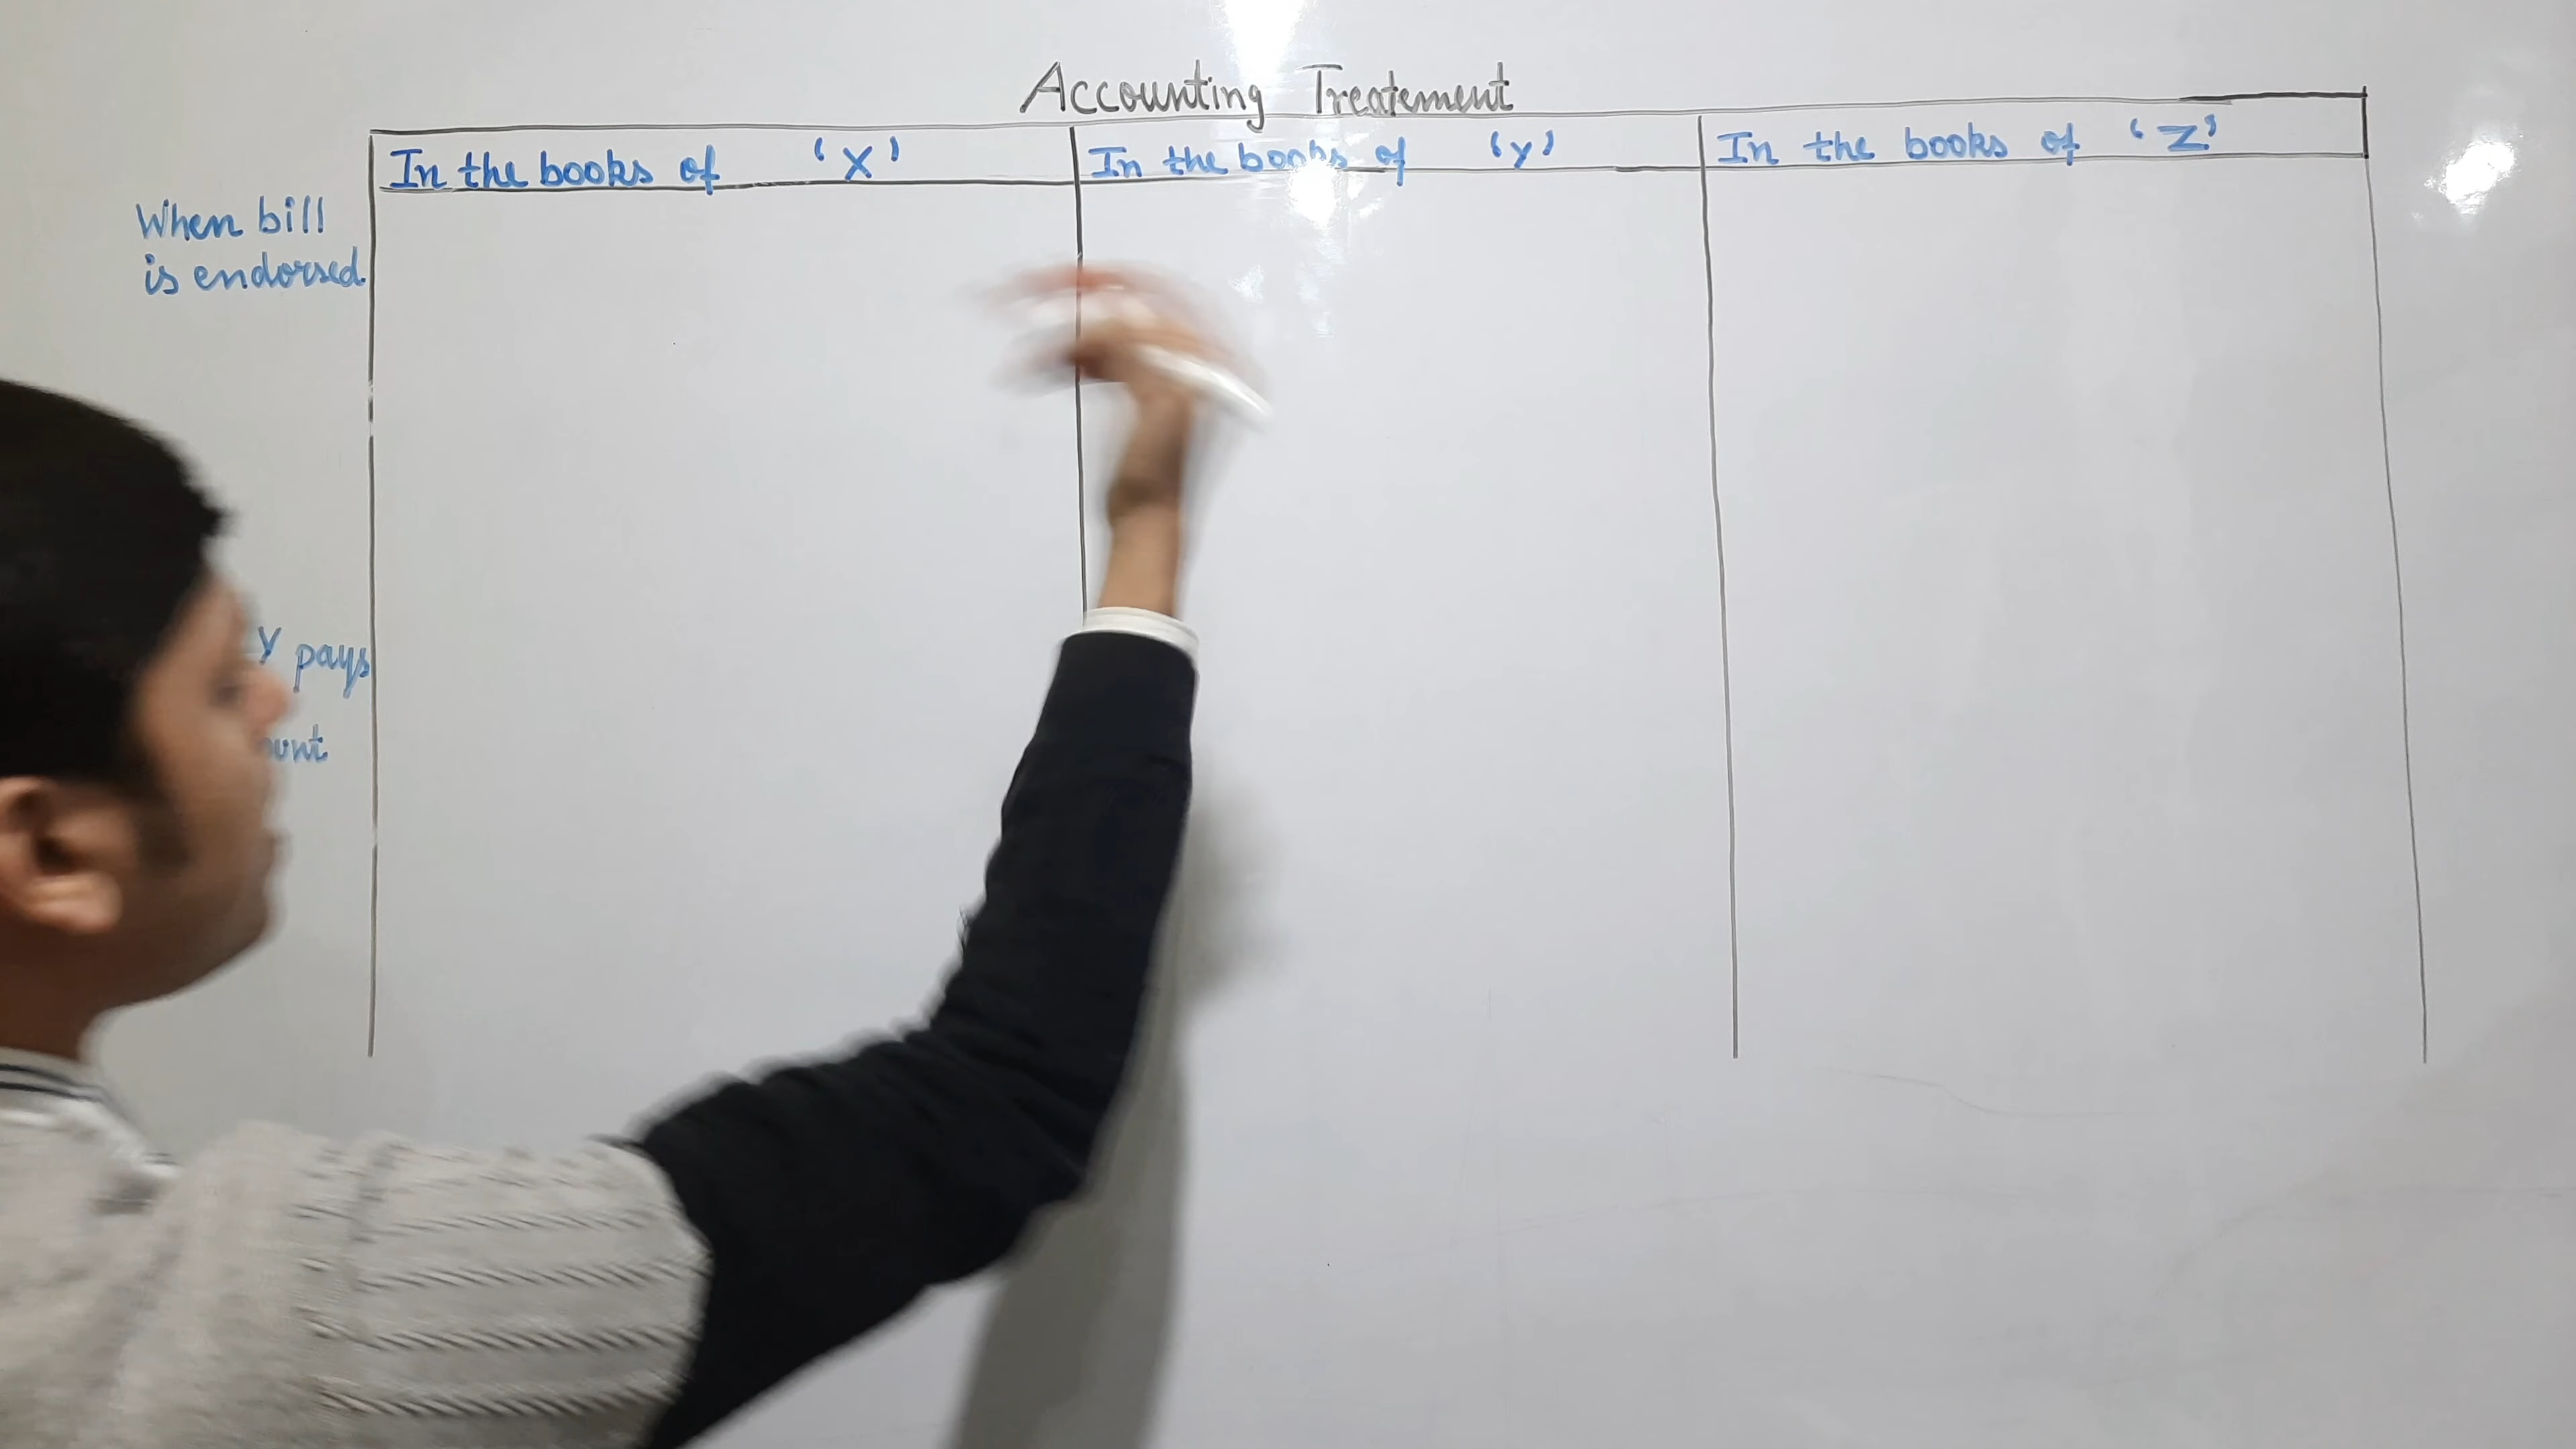 Accounting Treatement
In the books of 'X'
In the books of 'Y'
In the books of 'Z'
When bill
is endorsed
Y pays